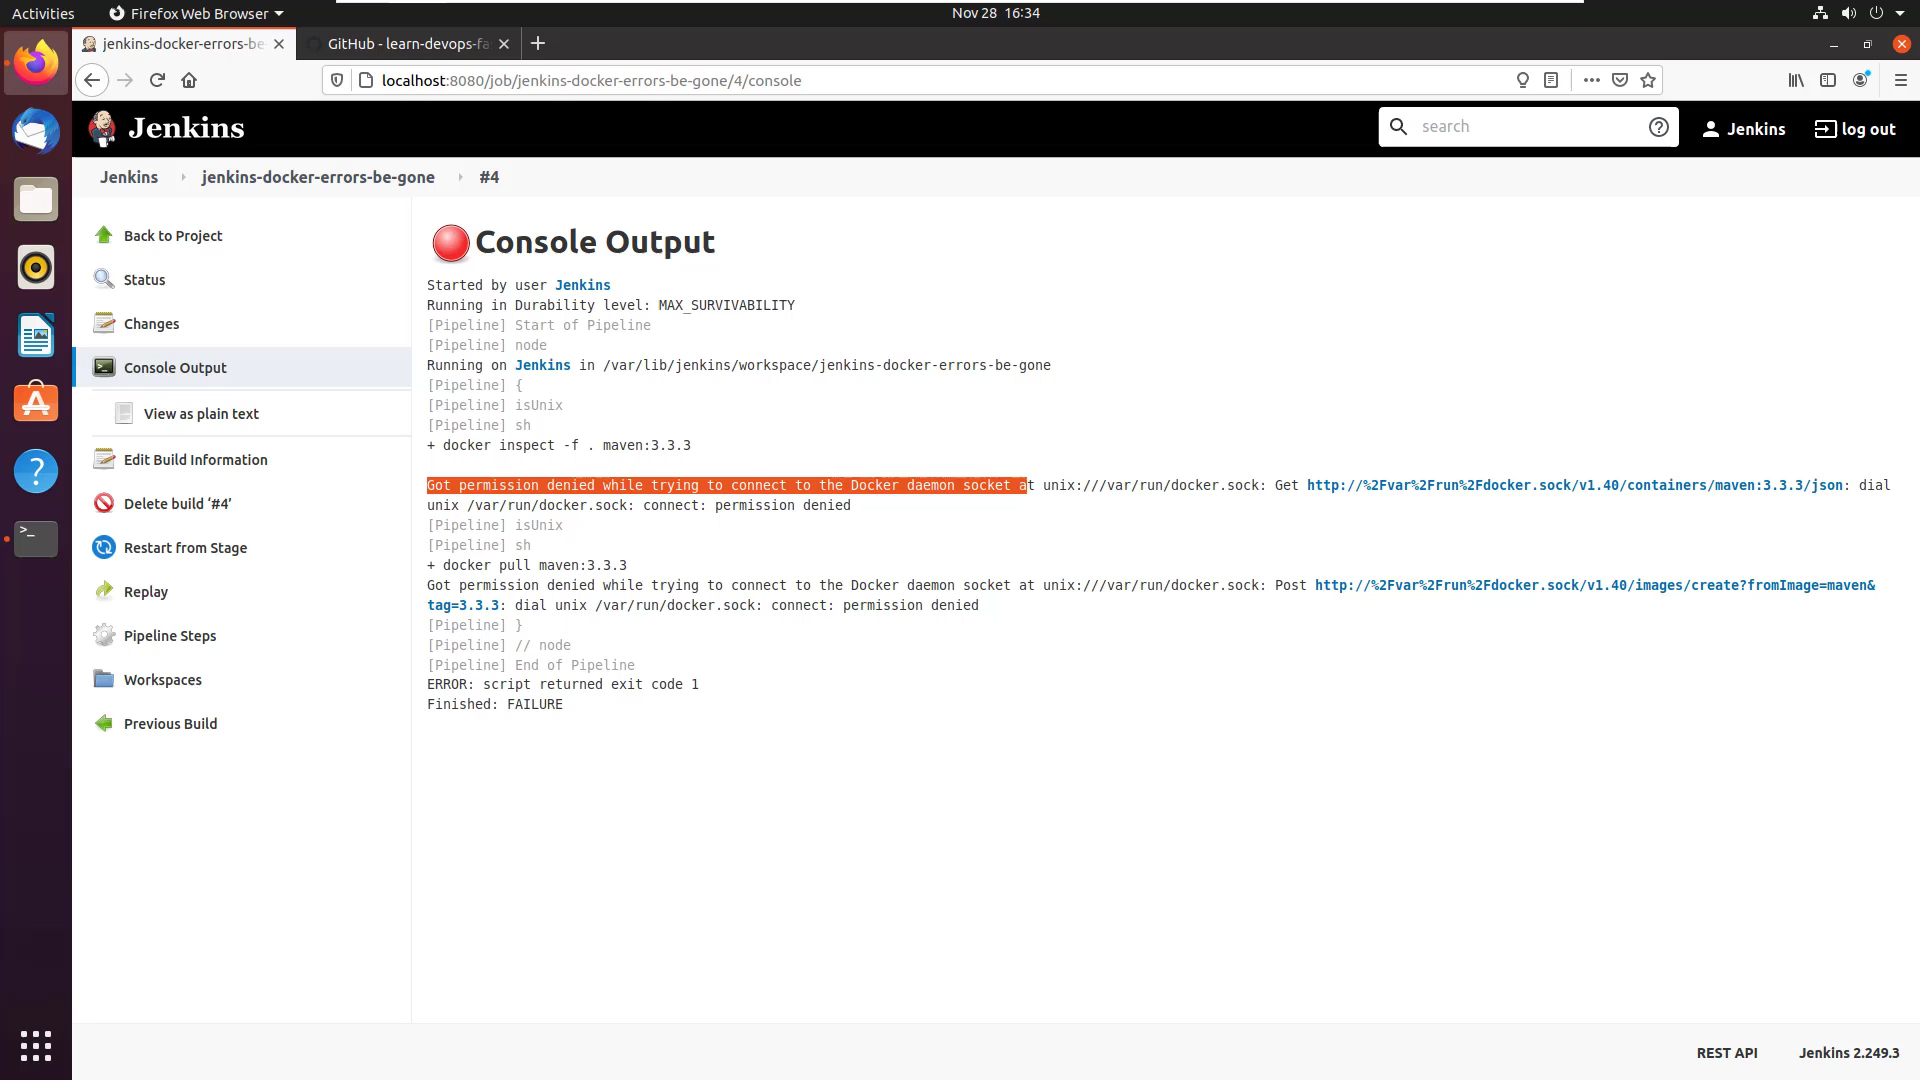 Activities
Firefox Web Browser
Nov 28 16:34
jenkins-docker-errors-be
GitHub - learn-devops-fa
localhost:8080/job/jenkins-docker-errors-be-gone/4/console
Jenkins
search
Jenkins
log out
Jenkins
jenkins-docker-errors-be-gone
#4
Back to Project
Status
Changes
Console Output
View as plain text
Edit Build Information
Delete build ‘#4’
Restart from Stage
Replay
Pipeline Steps
Workspaces
Previous Build
Console Output
Started by user Jenkins
Running in Durability level: MAX_SURVIVABILITY
[Pipeline] Start of Pipeline
[Pipeline] node
Running on Jenkins in /var/lib/jenkins/workspace/jenkins-docker-errors-be-gone
[Pipeline] {
[Pipeline] isUnix
[Pipeline] sh
+ docker inspect -f . maven:3.3.3
Got permission denied while trying to connect to the Docker daemon socket at unix:///var/run/docker.sock: Get http://%2Fvar%2Frun%2Fdocker.sock/v1.40/containers/maven:3.3.3/json: dial
unix /var/run/docker.sock: connect: permission denied
[Pipeline] isUnix
[Pipeline] sh
+ docker pull maven:3.3.3
Got permission denied while trying to connect to the Docker daemon socket at unix:///var/run/docker.sock: Post http://%2Fvar%2Frun%2Fdocker.sock/v1.40/images/create?fromImage=maven&
tag=3.3.3: dial unix /var/run/docker.sock: connect: permission denied
[Pipeline] }
[Pipeline] // node
[Pipeline] End of Pipeline
ERROR: script returned exit code 1
Finished: FAILURE
REST API
Jenkins 2.249.3